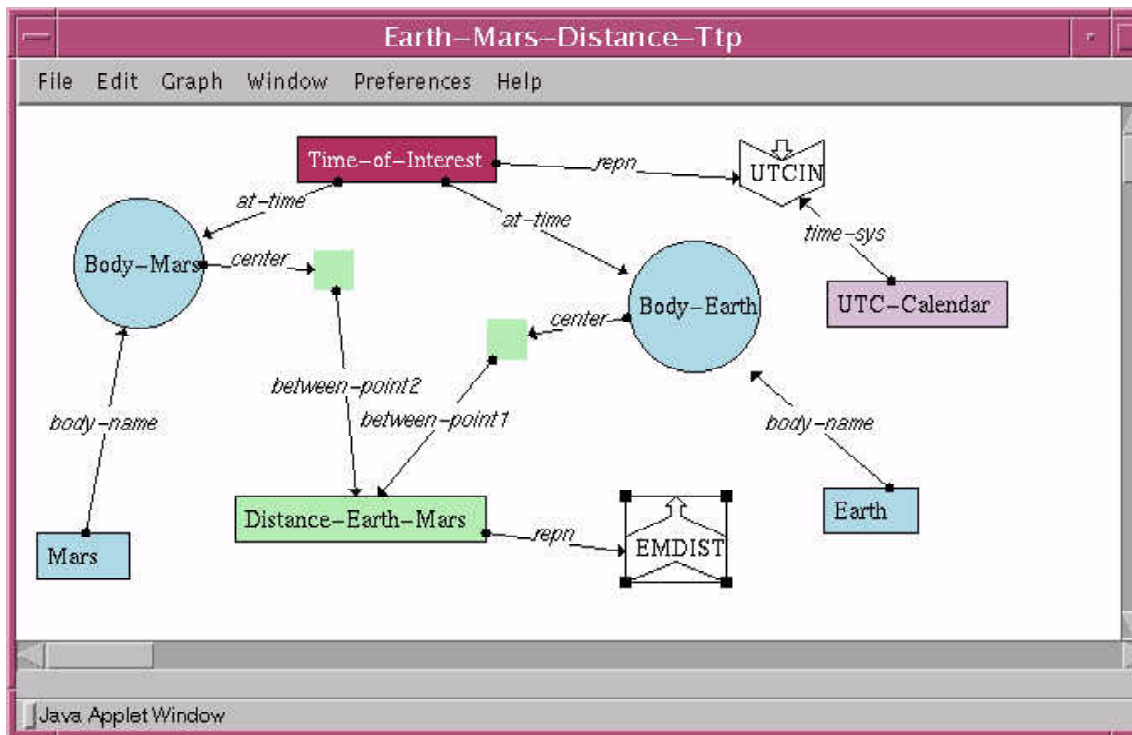 Earth-Mars-Distance-Ttp
File Edit Graph Window Preferences Help
Time-of-Interest
repn
UTCIN
at-time
at-time
time-sys
Body-Mars
center
Body-Earth
UTC-Calendar
center
between-point2
between-point1
body-name
body-name
Distance-Earth-Mars
Earth
repn
EMDIST
Mars
Java Applet Window